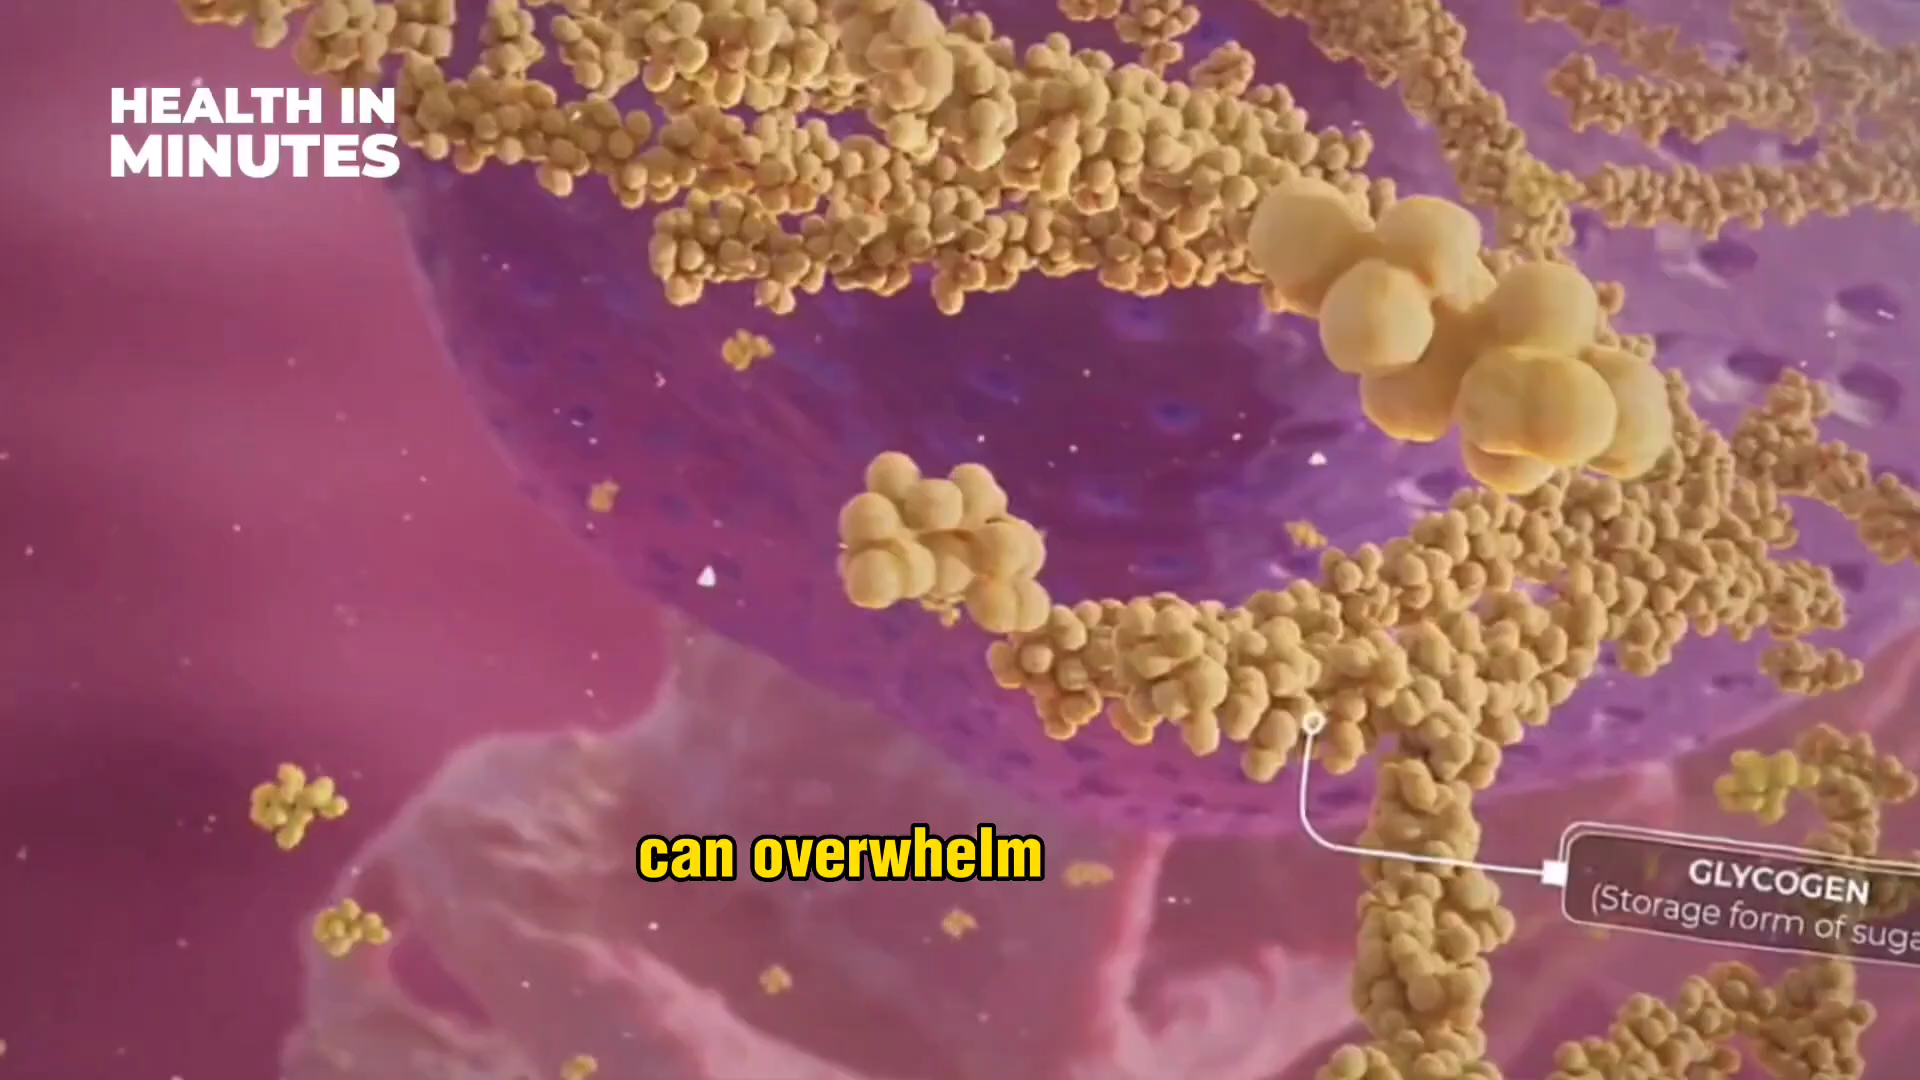 HEALTH IN
MINUTES
can overwhelm
GLYCOGEN
(Storage form of suga